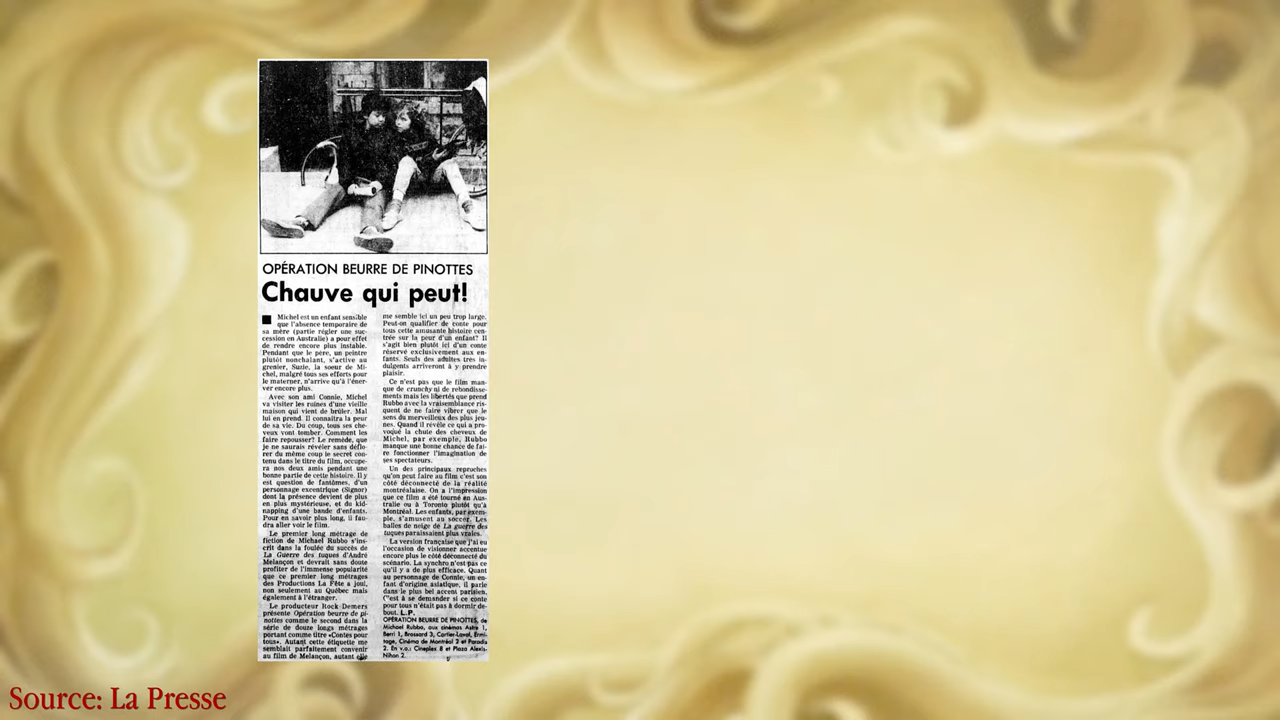 OPÉRATION BEURRE DE PINOTTES
Chauve qui peut!
Michel est un enfant sensible
que l'absence temporaire de
sa mère (partie régler une suc-
cession en Australie) a pour effet
de rendre encore plus instable.
Pendant que le père, un peintre
plutôt nonchalant, s'active au
grenier, Suzie, la soeur de Mi-
chel, malgré tous ses efforts pour
le materner, n'arrive qu'à l'éner-
ver encore plus.
Avec son ami Connie, Michel
va visiter les ruines d'une vieille
maison qui vient de brûler. Mal
lui en prend. Il connaîtra la peur
de sa vie. Du coup, tous ses che-
veux vont tomber. Comment les
faire repousser? Le remède, que
je ne saurais révéler sans déflo-
rer du même coup le secret con-
tenu dans le titre du film, occupe-
ra nos deux amis pendant une
bonne partie de cette histoire. Il y
est question de fantômes, d'un
personnage excentrique (Signor)
dont la présence devient de plus
en plus mystérieuse, et du kid-
napping d'une bande d'enfants.
Pour en savoir plus long, il fau-
dra aller voir le film.
Le premier long métrage de
fiction de Michael Rubbo s'ins-
crit dans la foulée du succès de
La Guerre des tuques d'André
Melançon et devrait sans doute
profiter de l'immense popularité
que ce premier long métrages
des Productions La Fête a joui,
non seulement au Québec mais
également à l'étranger.
Le producteur Rock Demers
présente Opération beurre de pi-
nottes comme le second dans la
série de douze longs métrages
portant comme titre «Contes pour
tous». Autant cette étiquette me
semblait parfaitement convenir
au film de Melançon, autant elle
me semble ici un peu trop large.
Peut-on qualifier de conte pour
tous cette amusante histoire cen-
trée sur la peur d'un enfant? Il
s'agit bien plutôt ici d'un conte
réservé exclusivement aux en-
fants. Seuls des adultes très in-
dulgents arriveront à y prendre
plaisir.
Ce n'est pas que le film man-
que de crunchy ni de rebondisse-
ments mais les libertés que prend
Rubbo avec la vraisemblance ris-
quent de ne faire vibrer que le
sens du merveilleux des plus jeu-
nes. Quand il révèle ce qui a pro-
voqué la chute des cheveux de
Michel, par exemple, Rubbo
manque une bonne chance de fai-
re fonctionner l'imagination de
ses spectateurs.
Un des principaux reproches
qu'on peut faire au film c'est son
côté déconnecté de la réalité
montréalaise. On a l'impression
que ce film a été tourné en Aus-
tralie ou à Toronto plutôt qu'à
Montréal. Les enfants, par exem-
ple, s'amusent au soccer. Les
balles de neige de La guerre des
tuques paraissaient plus vraies.
La version française que j'ai eu
l'occasion de visionner accentue
encore plus le côté déconnecté du
scénario. La synchro n'est pas ce
qu'il y a de plus efficace. Quant
au personnage de Connie, un en-
fant d'origine asiatique, il parle
dans le plus bel accent parisien.
C'est à se demander si ce conte
pour tous n'était pas à dormir de-
bout. L.P.
OPÉRATION BEURRE DE PINOTTES, de
Michael Rubbo, aux cinémas Astre 1,
Berri 1, Brossard 3, Cartier-Laval, Ermi-
tage, Cinéma de Montréal 2 et Paradis
2. En v.o.: Cineplex 8 et Plaza Alexis-
Nihon 2.
Source: La Presse